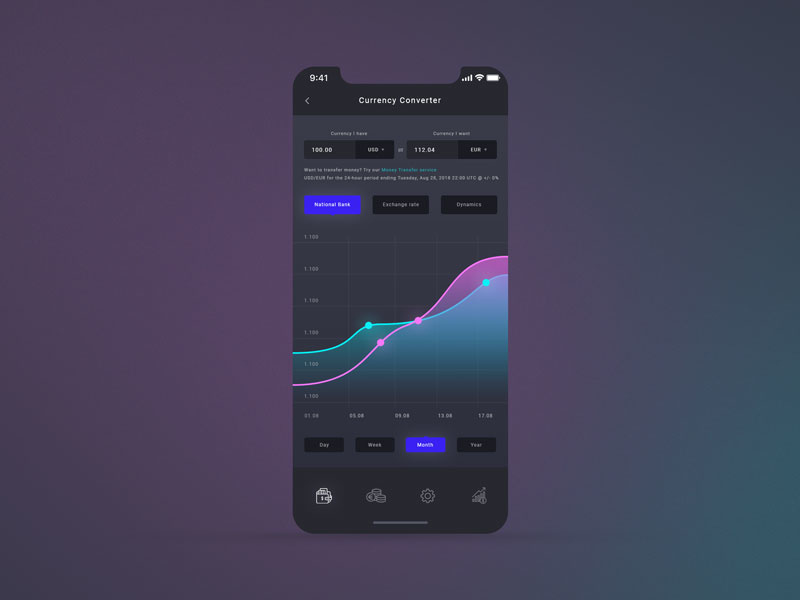 9:41
Currency Converter
Currency I have
Currency I want
100.00
USD
or
112.04
EUR
Want to transfer money? Try our Money Transfer service
USD/EUR for the 24-hour period ending Tuesday, Aug 28, 2018 22:00 UTC @ +/- 0%
National Bank
Exchange rate
Dynamics
1.100
1.100
1.100
1.100
1.100
1.100
01.08
05.08
09.08
13.08
17.08
Day
Week
Month
Year